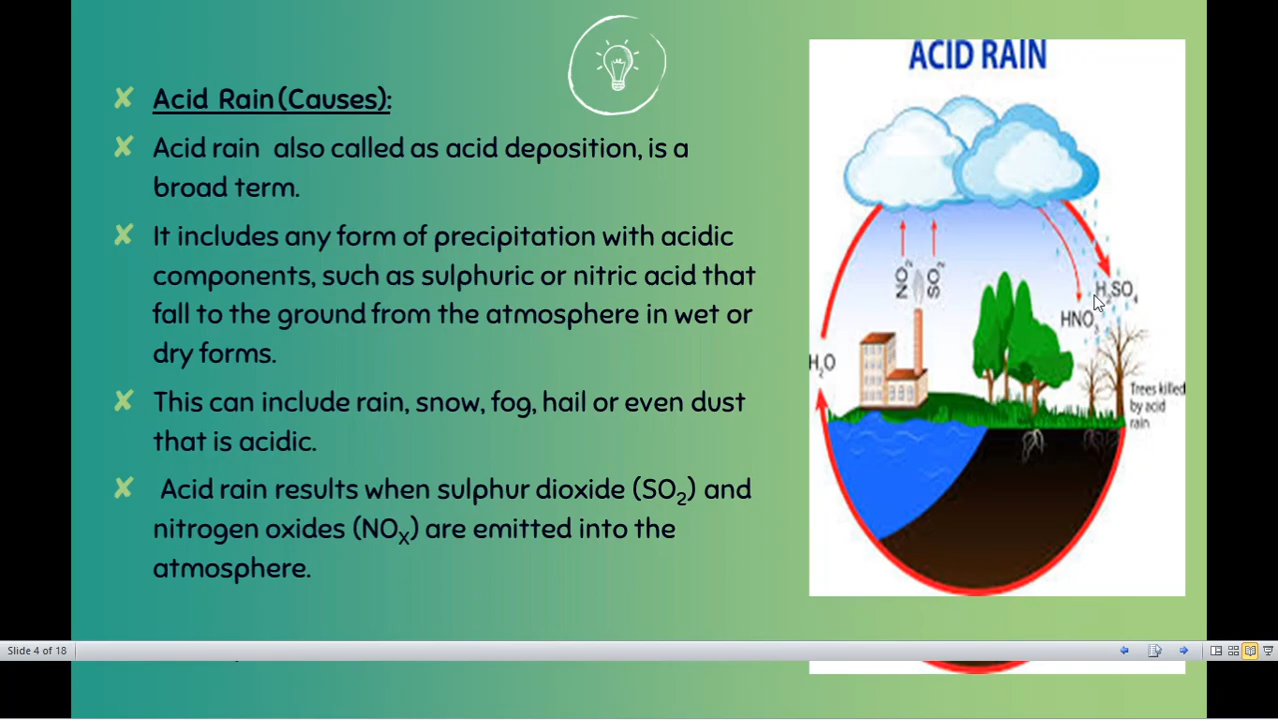 Acid Rain (Causes):
Acid rain also called as acid deposition, is a
broad term.
It includes any form of precipitation with acidic
components, such as sulphuric or nitric acid that
fall to the ground from the atmosphere in wet or
dry forms.
This can include rain, snow, fog, hail or even dust
that is acidic.
Acid rain results when sulphur dioxide (SO₂) and
nitrogen oxides (NOₓ) are emitted into the
atmosphere.
ACID RAIN
NO₂
SO₂
H₂SO₄
HNO₃
H₂O
Trees killed
by acid
rain
Slide 4 of 18